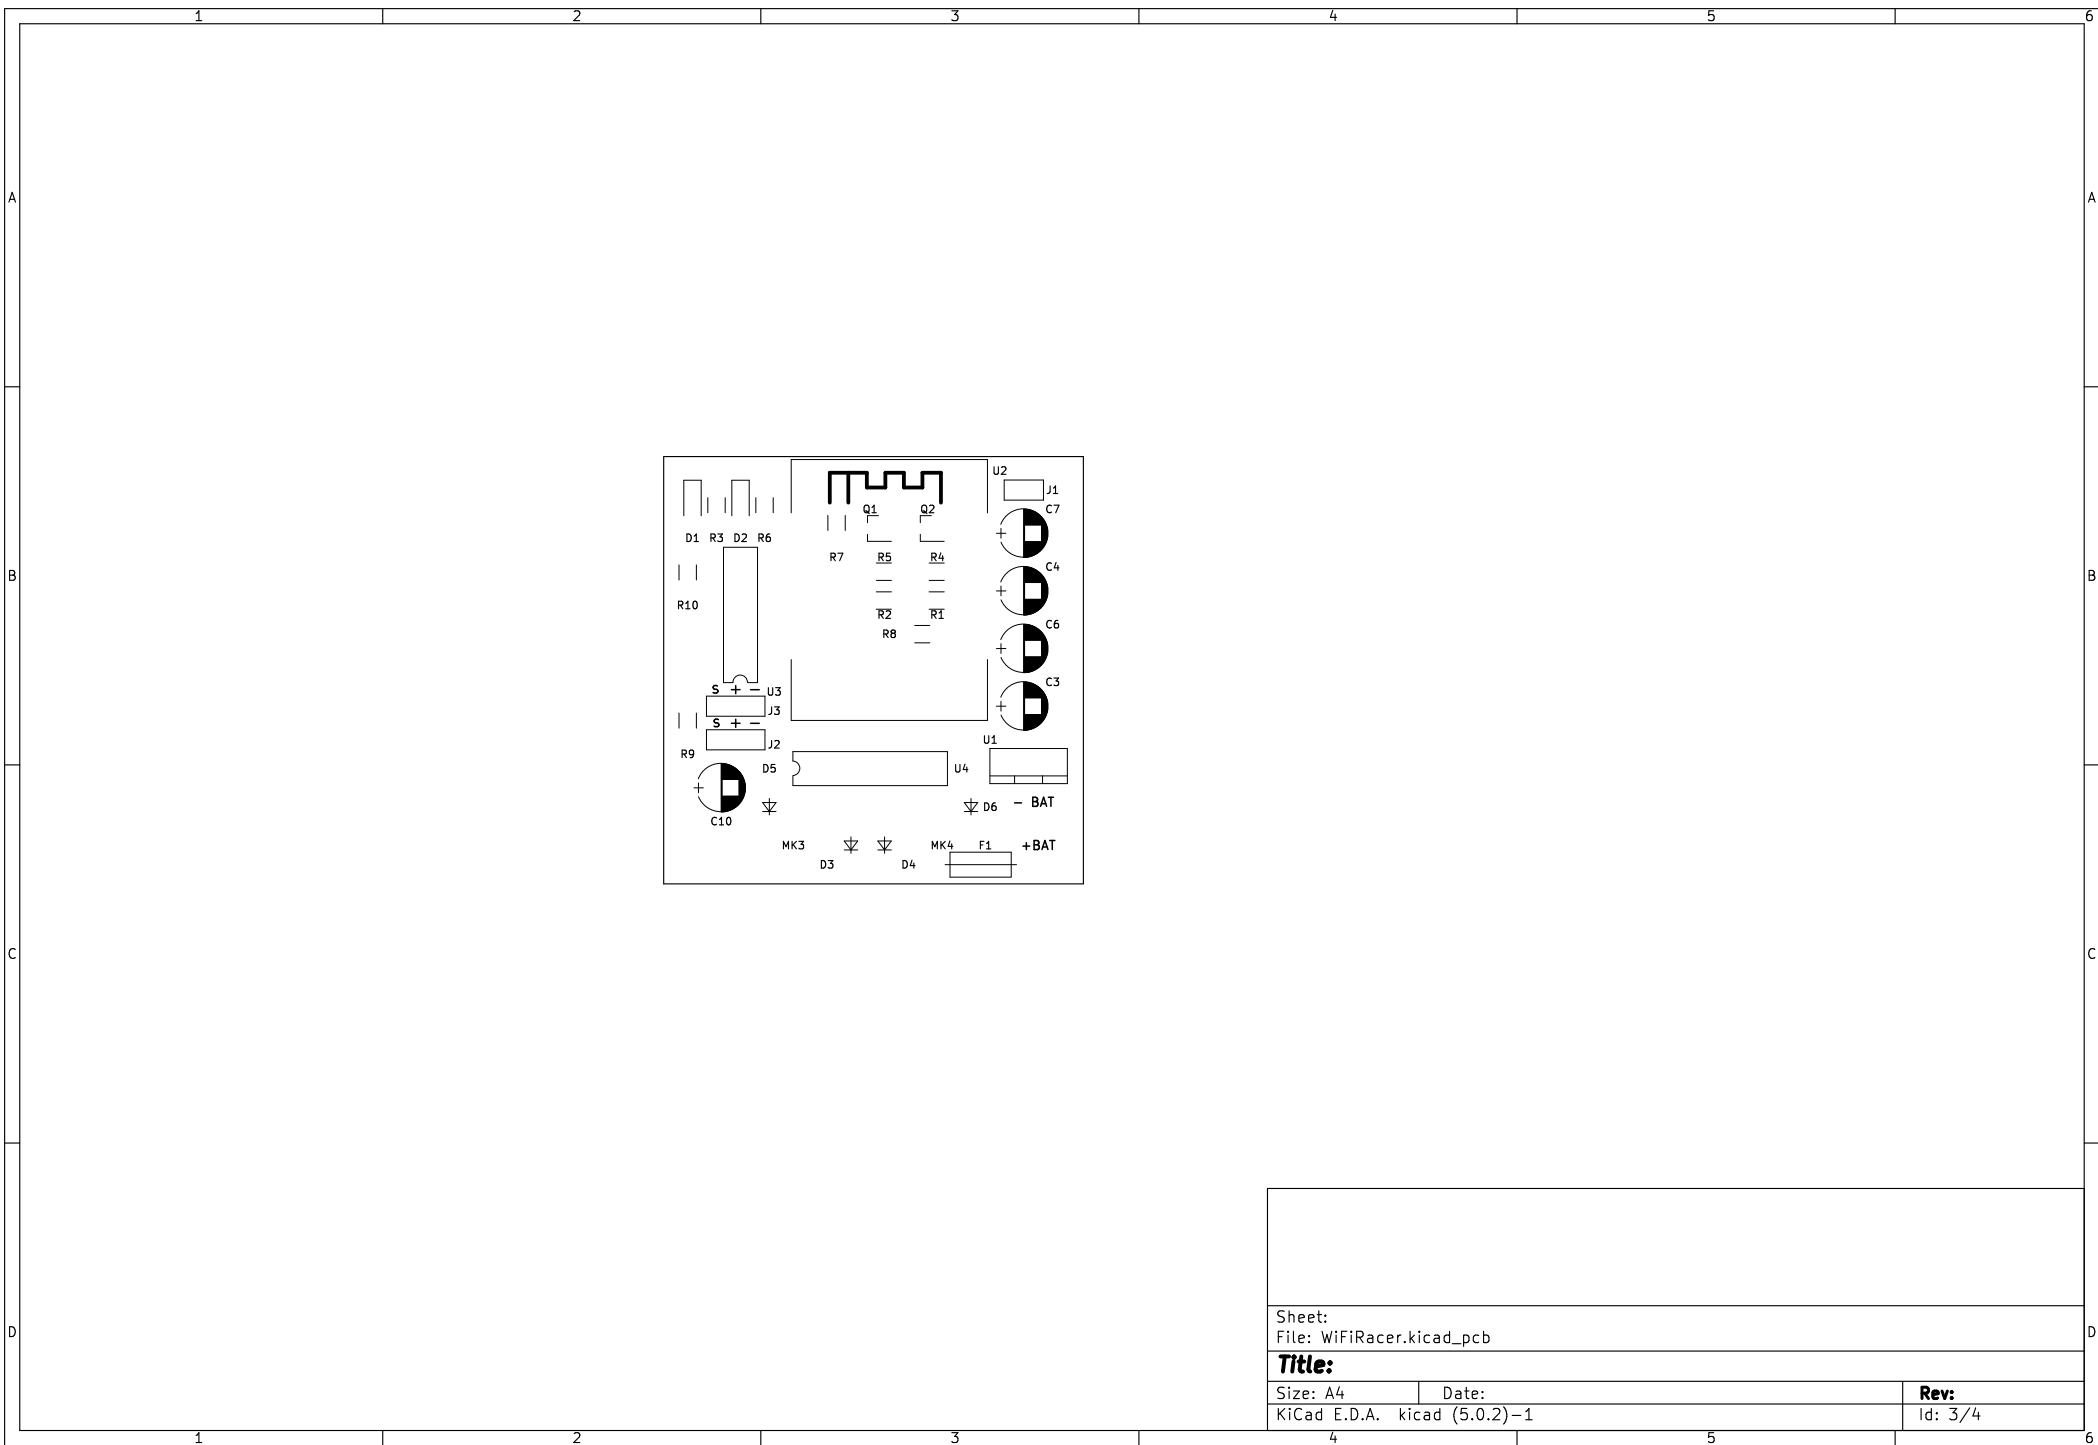 1 2 3 4 5 6
A A
U2
J1
Q1 Q2 C7
D1 R3 D2 R6
R7 R5 R4
C4
B B
R10
R2 R1
C6
R8
C3
S + - U3
J3
S + -
J2 U1
R9
D5 U4
- BAT
D6
C10
MK3 MK4 F1 +BAT
D3 D4
C C
Sheet:
File: WiFiRacer.kicad_pcb
D D
Title:
Size: A4 Date: Rev:
KiCad E.D.A. kicad (5.0.2)-1 Id: 3/4
1 2 3 4 5 6